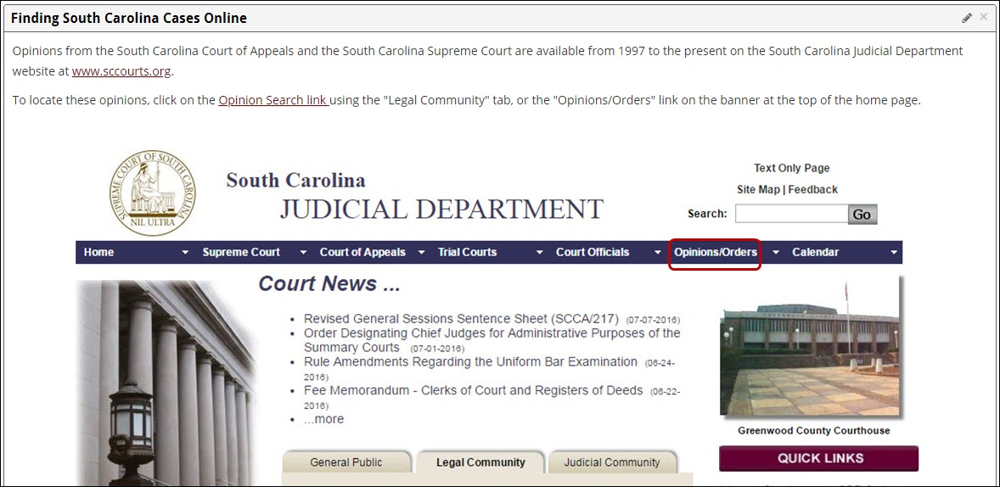 Finding South Carolina Cases Online
Opinions from the South Carolina Court of Appeals and the South Carolina Supreme Court are available from 1997 to the present on the South Carolina Judicial Department
website at www.sccourts.org.
To locate these opinions, click on the Opinion Search link using the "Legal Community" tab, or the "Opinions/Orders" link on the banner at the top of the home page.
SUPREME COURT OF SOUTH CAROLINA
NIL ULTRA
South Carolina
JUDICIAL DEPARTMENT
Text Only Page
Site Map | Feedback
Search: Go
Home Supreme Court Court of Appeals Trial Courts Court Officials Opinions/Orders Calendar
Court News ...
• Revised General Sessions Sentence Sheet (SCCA/217) (07-07-2016)
• Order Designating Chief Judges for Administrative Purposes of the
Summary Courts (07-01-2016)
• Rule Amendments Regarding the Uniform Bar Examination (06-24-
2016)
• Fee Memorandum - Clerks of Court and Registers of Deeds (06-22-
2016)
• ...more
Greenwood County Courthouse
General Public Legal Community Judicial Community
QUICK LINKS